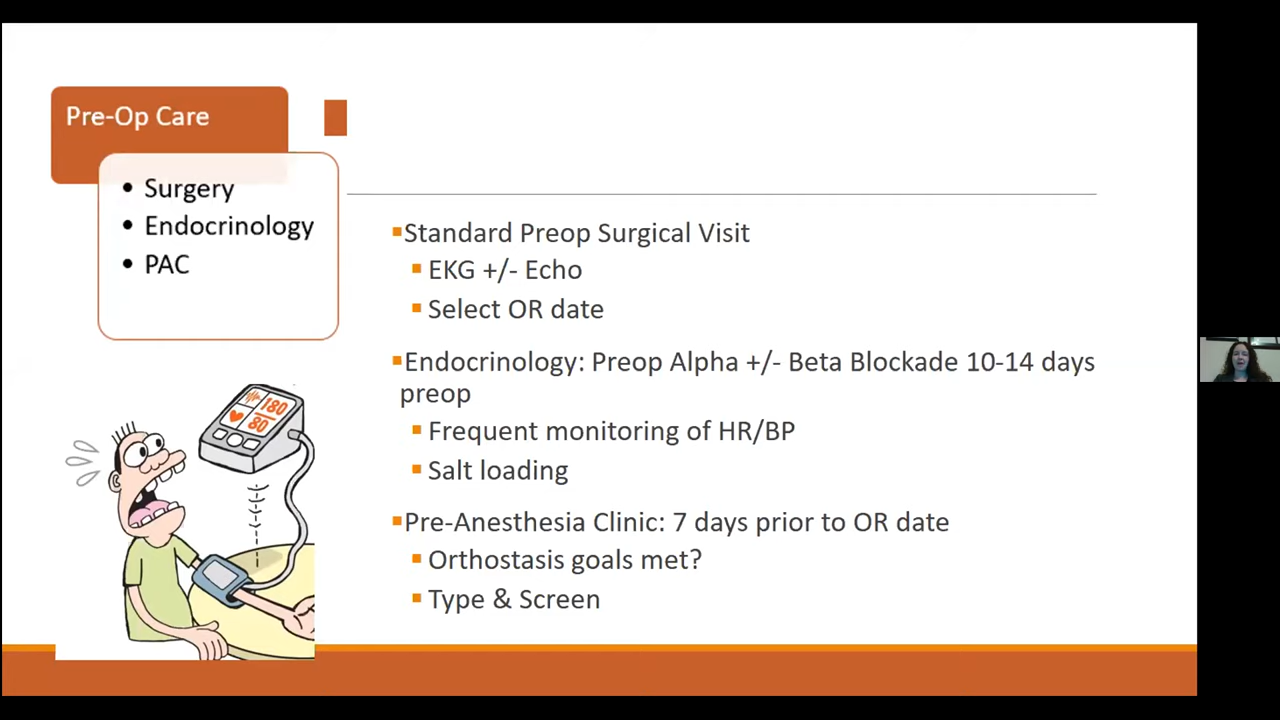 Pre-Op Care
• Surgery
• Endocrinology
• PAC
▪Standard Preop Surgical Visit
▪ EKG +/- Echo
▪ Select OR date
▪Endocrinology: Preop Alpha +/- Beta Blockade 10-14 days
preop
▪ Frequent monitoring of HR/BP
▪ Salt loading
▪Pre-Anesthesia Clinic: 7 days prior to OR date
▪ Orthostasis goals met?
▪ Type & Screen
180
80